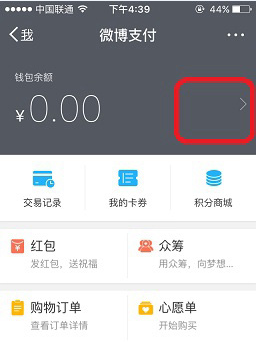 中国联通 下午4:39 44%
我 微博支付
钱包余额
¥ 0.00
交易记录 我的卡券 积分商城
红包 众筹
发红包，送祝福 用众筹，向梦想...
购物订单 心愿单
查看订单详情 开始购买